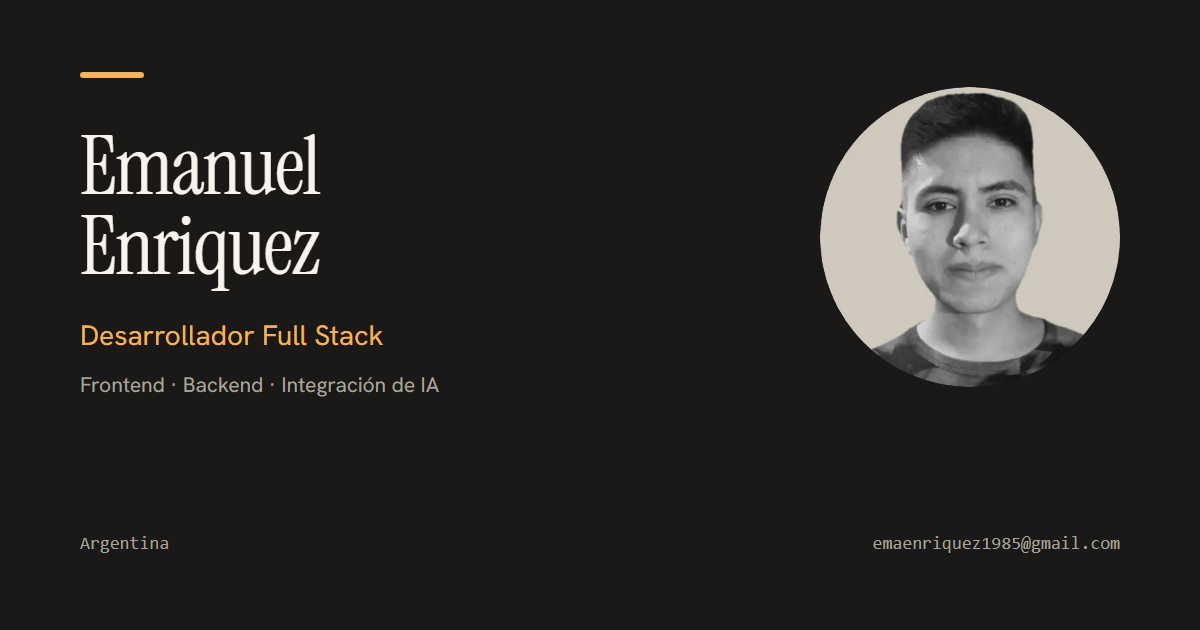 Emanuel
Enriquez
Desarrollador Full Stack
Frontend · Backend · Integración de IA
Argentina
emaenriquez1985@gmail.com